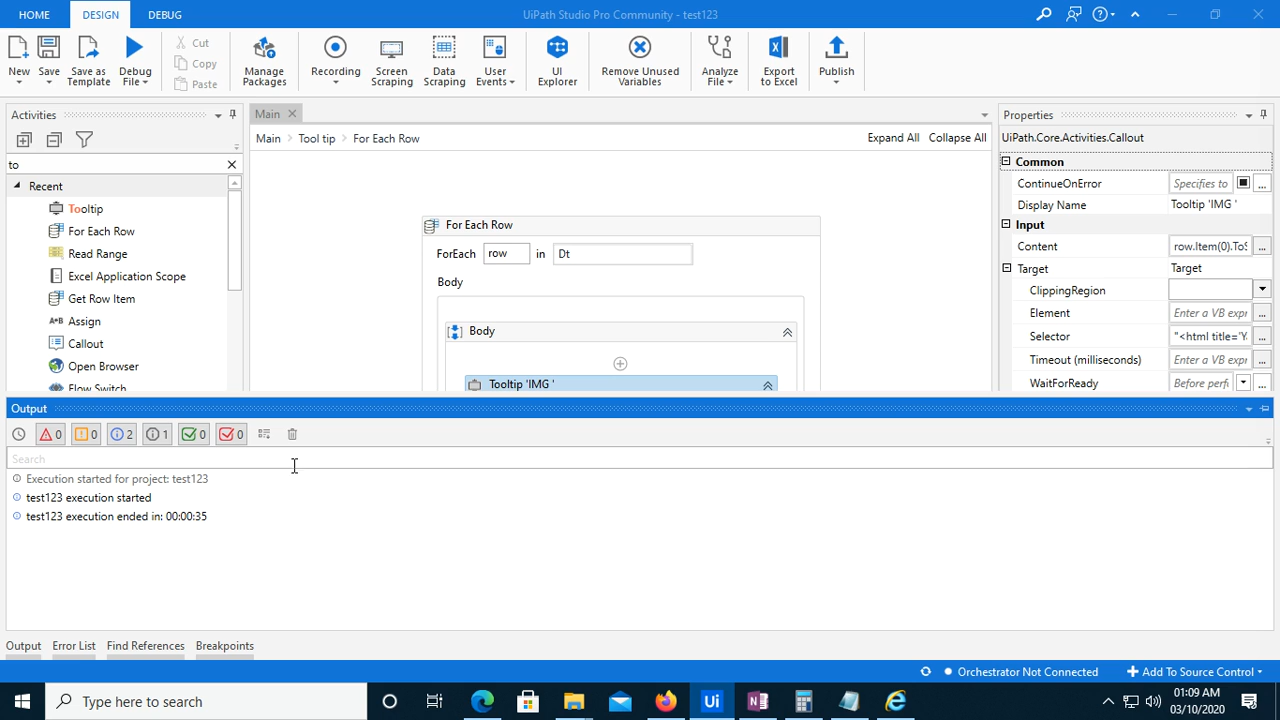 HOME DESIGN DEBUG UiPath Studio Pro Community - test123
New Save Save as Template Debug File Cut Copy Paste Manage Packages Recording Screen Scraping Data Scraping User Events UI Explorer Remove Unused Variables Analyze File Export to Excel Publish
Activities
to
Recent
Tooltip
For Each Row
Read Range
Excel Application Scope
Get Row Item
Assign
Callout
Open Browser
Flow Switch
Main
Main > Tool tip > For Each Row Expand All Collapse All
For Each Row
ForEach row in Dt
Body
Body
Tooltip 'IMG '
Properties
UiPath.Core.Activities.Callout
Common
ContinueOnError Specifies to ...
Display Name Tooltip 'IMG '
Input
Content row.Item(0).ToS ...
Target Target
ClippingRegion
Element Enter a VB expr ...
Selector "<html title='Y. ...
Timeout (milliseconds) Enter a VB expr ...
WaitForReady Before perf ...
Output
0 0 2 1 0 0
Search
Execution started for project: test123
test123 execution started
test123 execution ended in: 00:00:35
Output Error List Find References Breakpoints
Orchestrator Not Connected Add To Source Control
Type here to search
Ui
N
01:09 AM
03/10/2020